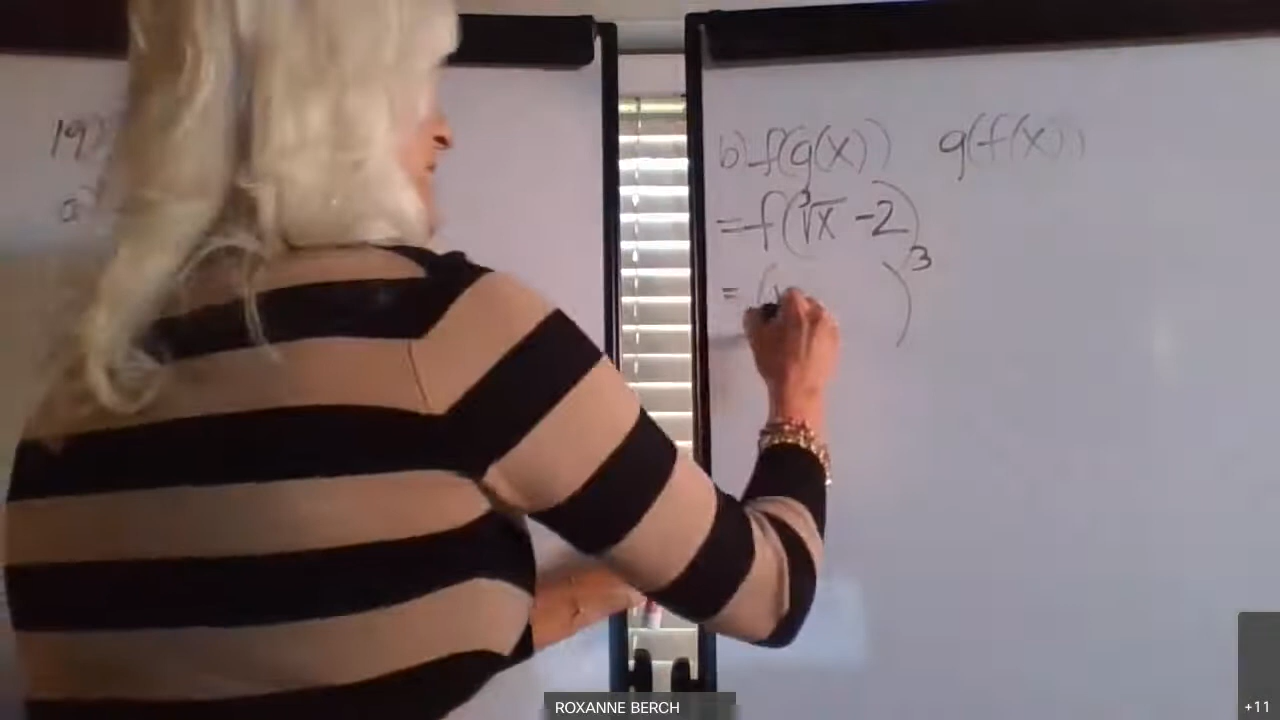 19)
a)
b) f(g(x)) g(f(x))
= f(∛x - 2)
= ( )³
ROXANNE BERCH
+11